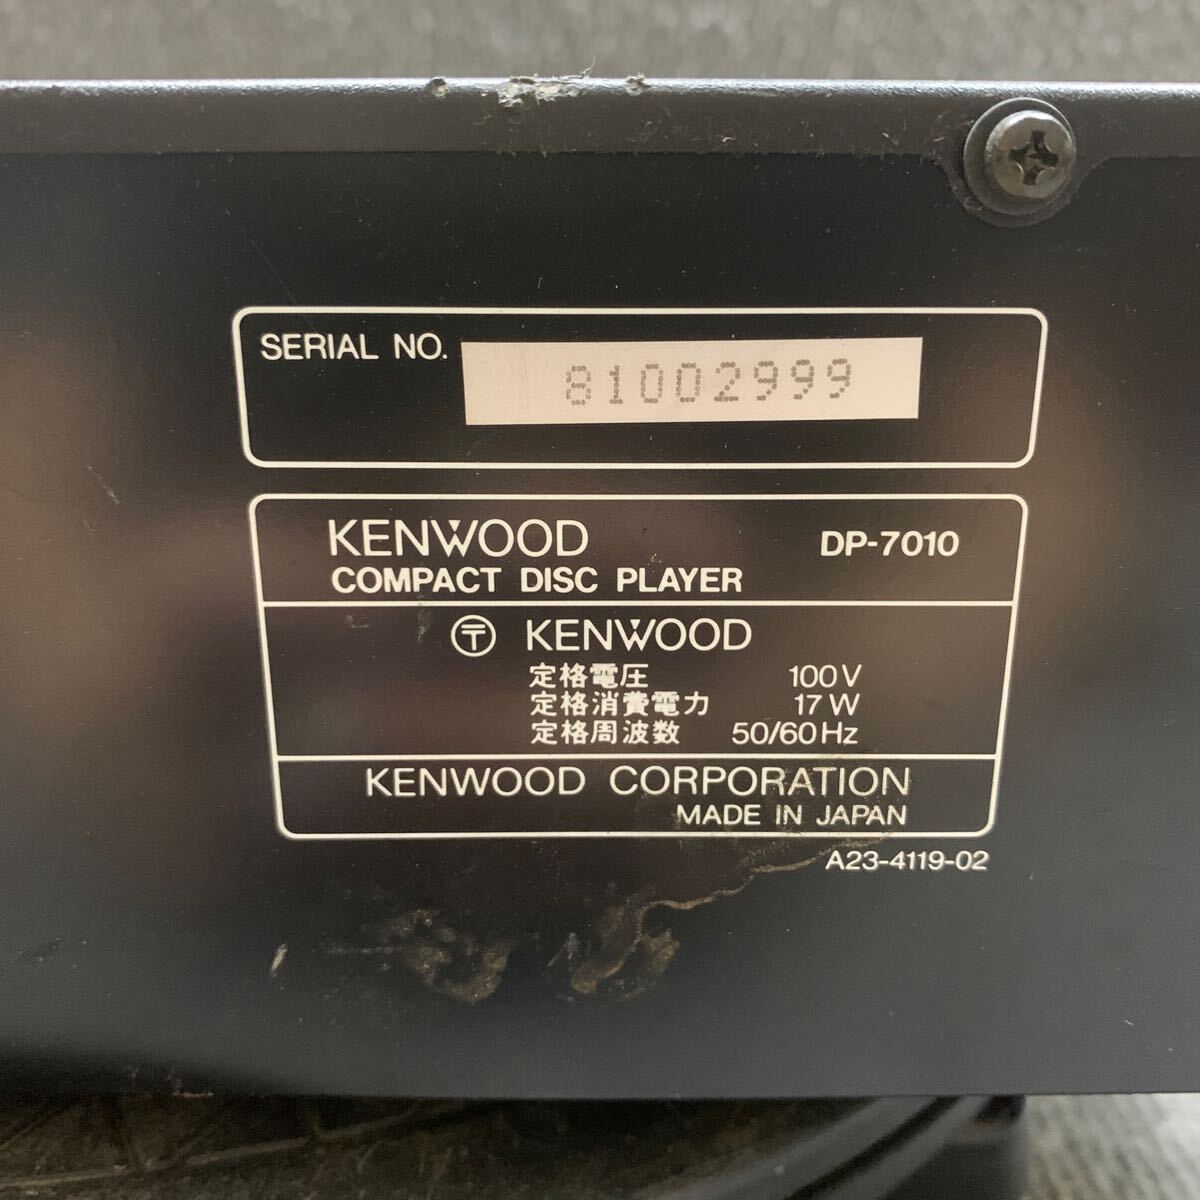 SERIAL NO. 81002999
KENWOOD DP-7010
COMPACT DISC PLAYER
〶 KENWOOD
定格電圧 100V
定格消費電力 17W
定格周波数 50/60Hz
KENWOOD CORPORATION
MADE IN JAPAN
A23-4119-02